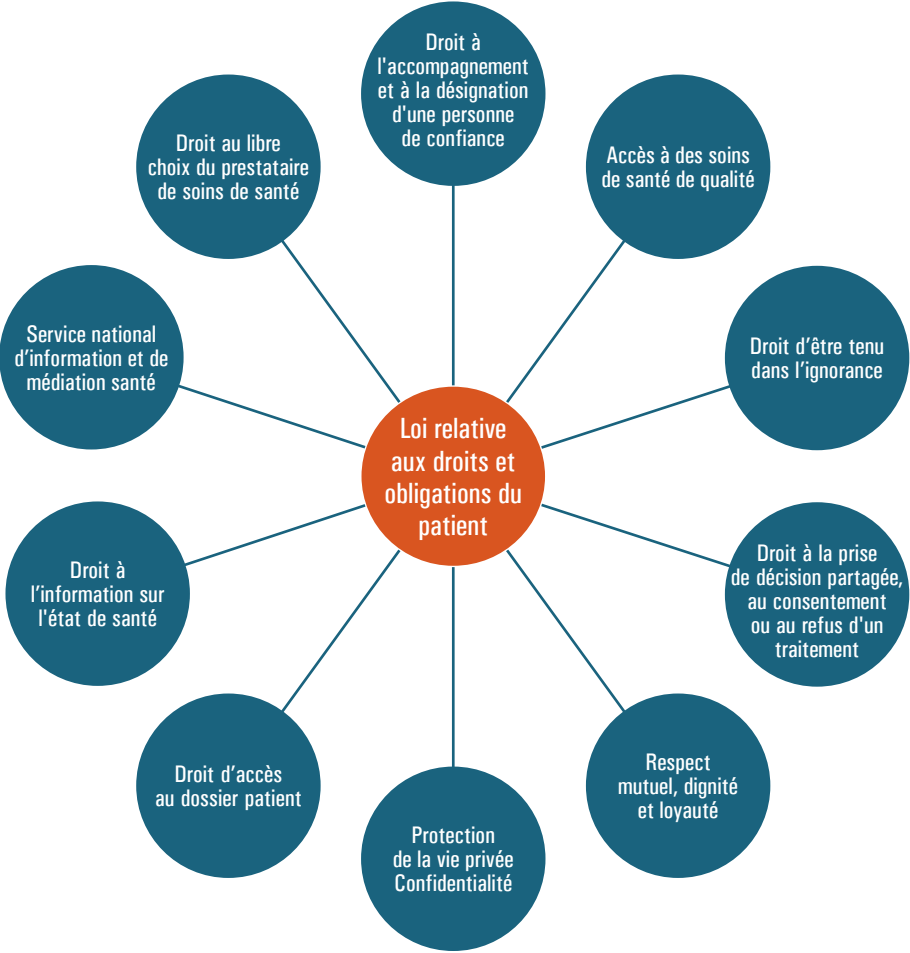 Droit à
l'accompagnement
et à la désignation
d'une personne
de confiance
Droit au libre
choix du prestataire
de soins de santé
Accès à des soins
de santé de qualité
Service national
d’information et de
médiation santé
Droit d’être tenu
dans l’ignorance
Loi relative
aux droits et
obligations du
patient
Droit à
l’information sur
l'état de santé
Droit à la prise
de décision partagée,
au consentement
ou au refus d'un
traitement
Droit d’accès
au dossier patient
Respect
mutuel, dignité
et loyauté
Protection
de la vie privée
Confidentialité